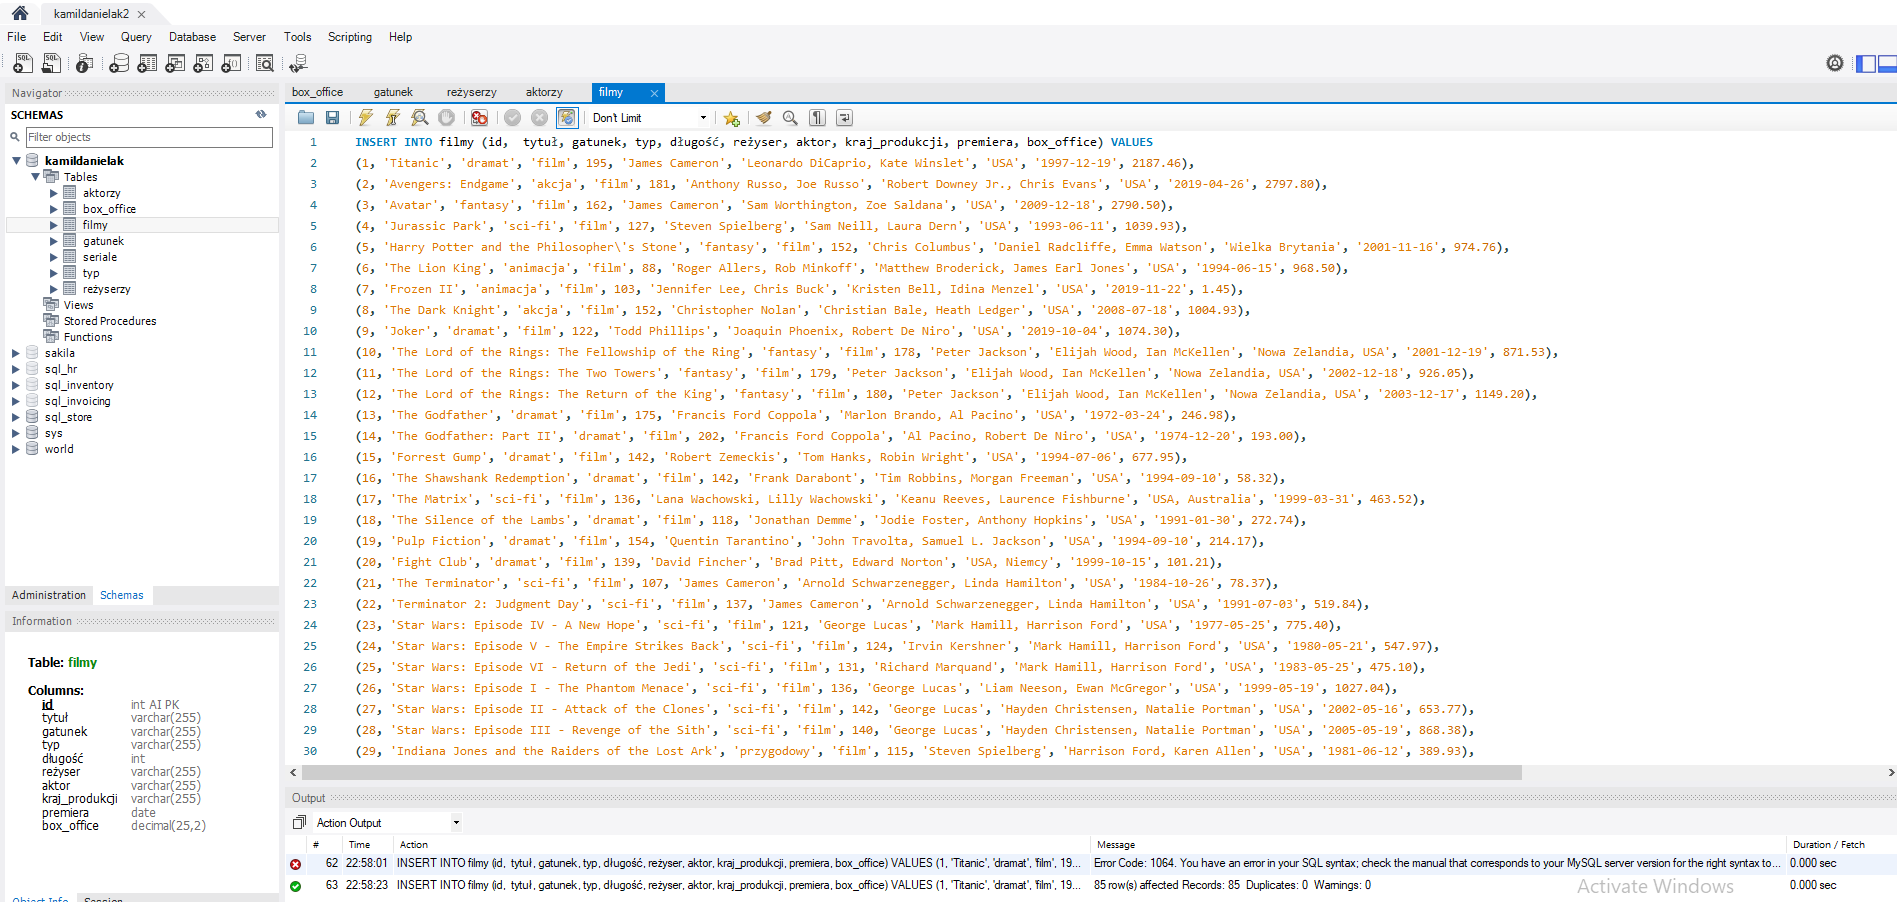 kamildanielak2
File Edit View Query Database Server Tools Scripting Help
Navigator
SCHEMAS
Filter objects
kamildanielak
Tables
aktorzy
box_office
filmy
gatunek
seriale
typ
reżyserzy
Views
Stored Procedures
Functions
sakila
sql_hr
sql_inventory
sql_invoicing
sql_store
sys
world
Administration Schemas
Information
Table: filmy
Columns:
id int AI PK
tytuł varchar(255)
gatunek varchar(255)
typ varchar(255)
długość int
reżyser varchar(255)
aktor varchar(255)
kraj_produkcji varchar(255)
premiera date
box_office decimal(25,2)
Object Info Session
box_office gatunek reżyserzy aktorzy filmy
Don't Limit
1 INSERT INTO filmy (id,  tytuł, gatunek, typ, długość, reżyser, aktor, kraj_produkcji, premiera, box_office) VALUES
2 (1, 'Titanic', 'dramat', 'film', 195, 'James Cameron', 'Leonardo DiCaprio, Kate Winslet', 'USA', '1997-12-19', 2187.46),
3 (2, 'Avengers: Endgame', 'akcja', 'film', 181, 'Anthony Russo, Joe Russo', 'Robert Downey Jr., Chris Evans', 'USA', '2019-04-26', 2797.80),
4 (3, 'Avatar', 'fantasy', 'film', 162, 'James Cameron', 'Sam Worthington, Zoe Saldana', 'USA', '2009-12-18', 2790.50),
5 (4, 'Jurassic Park', 'sci-fi', 'film', 127, 'Steven Spielberg', 'Sam Neill, Laura Dern', 'USA', '1993-06-11', 1039.93),
6 (5, 'Harry Potter and the Philosopher\'s Stone', 'fantasy', 'film', 152, 'Chris Columbus', 'Daniel Radcliffe, Emma Watson', 'Wielka Brytania', '2001-11-16', 974.76),
7 (6, 'The Lion King', 'animacja', 'film', 88, 'Roger Allers, Rob Minkoff', 'Matthew Broderick, James Earl Jones', 'USA', '1994-06-15', 968.50),
8 (7, 'Frozen II', 'animacja', 'film', 103, 'Jennifer Lee, Chris Buck', 'Kristen Bell, Idina Menzel', 'USA', '2019-11-22', 1.45),
9 (8, 'The Dark Knight', 'akcja', 'film', 152, 'Christopher Nolan', 'Christian Bale, Heath Ledger', 'USA', '2008-07-18', 1004.93),
10 (9, 'Joker', 'dramat', 'film', 122, 'Todd Phillips', 'Joaquin Phoenix, Robert De Niro', 'USA', '2019-10-04', 1074.30),
11 (10, 'The Lord of the Rings: The Fellowship of the Ring', 'fantasy', 'film', 178, 'Peter Jackson', 'Elijah Wood, Ian McKellen', 'Nowa Zelandia, USA', '2001-12-19', 871.53),
12 (11, 'The Lord of the Rings: The Two Towers', 'fantasy', 'film', 179, 'Peter Jackson', 'Elijah Wood, Ian McKellen', 'Nowa Zelandia, USA', '2002-12-18', 926.05),
13 (12, 'The Lord of the Rings: The Return of the King', 'fantasy', 'film', 180, 'Peter Jackson', 'Elijah Wood, Ian McKellen', 'Nowa Zelandia, USA', '2003-12-17', 1149.20),
14 (13, 'The Godfather', 'dramat', 'film', 175, 'Francis Ford Coppola', 'Marlon Brando, Al Pacino', 'USA', '1972-03-24', 246.98),
15 (14, 'The Godfather: Part II', 'dramat', 'film', 202, 'Francis Ford Coppola', 'Al Pacino, Robert De Niro', 'USA', '1974-12-20', 193.00),
16 (15, 'Forrest Gump', 'dramat', 'film', 142, 'Robert Zemeckis', 'Tom Hanks, Robin Wright', 'USA', '1994-07-06', 677.95),
17 (16, 'The Shawshank Redemption', 'dramat', 'film', 142, 'Frank Darabont', 'Tim Robbins, Morgan Freeman', 'USA', '1994-09-10', 58.32),
18 (17, 'The Matrix', 'sci-fi', 'film', 136, 'Lana Wachowski, Lilly Wachowski', 'Keanu Reeves, Laurence Fishburne', 'USA, Australia', '1999-03-31', 463.52),
19 (18, 'The Silence of the Lambs', 'dramat', 'film', 118, 'Jonathan Demme', 'Jodie Foster, Anthony Hopkins', 'USA', '1991-01-30', 272.74),
20 (19, 'Pulp Fiction', 'dramat', 'film', 154, 'Quentin Tarantino', 'John Travolta, Samuel L. Jackson', 'USA', '1994-09-10', 214.17),
21 (20, 'Fight Club', 'dramat', 'film', 139, 'David Fincher', 'Brad Pitt, Edward Norton', 'USA, Niemcy', '1999-10-15', 101.21),
22 (21, 'The Terminator', 'sci-fi', 'film', 107, 'James Cameron', 'Arnold Schwarzenegger, Linda Hamilton', 'USA', '1984-10-26', 78.37),
23 (22, 'Terminator 2: Judgment Day', 'sci-fi', 'film', 137, 'James Cameron', 'Arnold Schwarzenegger, Linda Hamilton', 'USA', '1991-07-03', 519.84),
24 (23, 'Star Wars: Episode IV - A New Hope', 'sci-fi', 'film', 121, 'George Lucas', 'Mark Hamill, Harrison Ford', 'USA', '1977-05-25', 775.40),
25 (24, 'Star Wars: Episode V - The Empire Strikes Back', 'sci-fi', 'film', 124, 'Irvin Kershner', 'Mark Hamill, Harrison Ford', 'USA', '1980-05-21', 547.97),
26 (25, 'Star Wars: Episode VI - Return of the Jedi', 'sci-fi', 'film', 131, 'Richard Marquand', 'Mark Hamill, Harrison Ford', 'USA', '1983-05-25', 475.10),
27 (26, 'Star Wars: Episode I - The Phantom Menace', 'sci-fi', 'film', 136, 'George Lucas', 'Liam Neeson, Ewan McGregor', 'USA', '1999-05-19', 1027.04),
28 (27, 'Star Wars: Episode II - Attack of the Clones', 'sci-fi', 'film', 142, 'George Lucas', 'Hayden Christensen, Natalie Portman', 'USA', '2002-05-16', 653.77),
29 (28, 'Star Wars: Episode III - Revenge of the Sith', 'sci-fi', 'film', 140, 'George Lucas', 'Hayden Christensen, Natalie Portman', 'USA', '2005-05-19', 868.38),
30 (29, 'Indiana Jones and the Raiders of the Lost Ark', 'przygodowy', 'film', 115, 'Steven Spielberg', 'Harrison Ford, Karen Allen', 'USA', '1981-06-12', 389.93),
Output
Action Output
# Time Action Message Duration / Fetch
62 22:58:01 INSERT INTO filmy (id,  tytuł, gatunek, typ, długość, reżyser, aktor, kraj_produkcji, premiera, box_office) VALUES (1, 'Titanic', 'dramat', 'film', 19... Error Code: 1064. You have an error in your SQL syntax; check the manual that corresponds to your MySQL server version for the right syntax to... 0.000 sec
63 22:58:23 INSERT INTO filmy (id,  tytuł, gatunek, typ, długość, reżyser, aktor, kraj_produkcji, premiera, box_office) VALUES (1, 'Titanic', 'dramat', 'film', 19... 85 row(s) affected Records: 85  Duplicates: 0  Warnings: 0 0.000 sec
Activate Windows